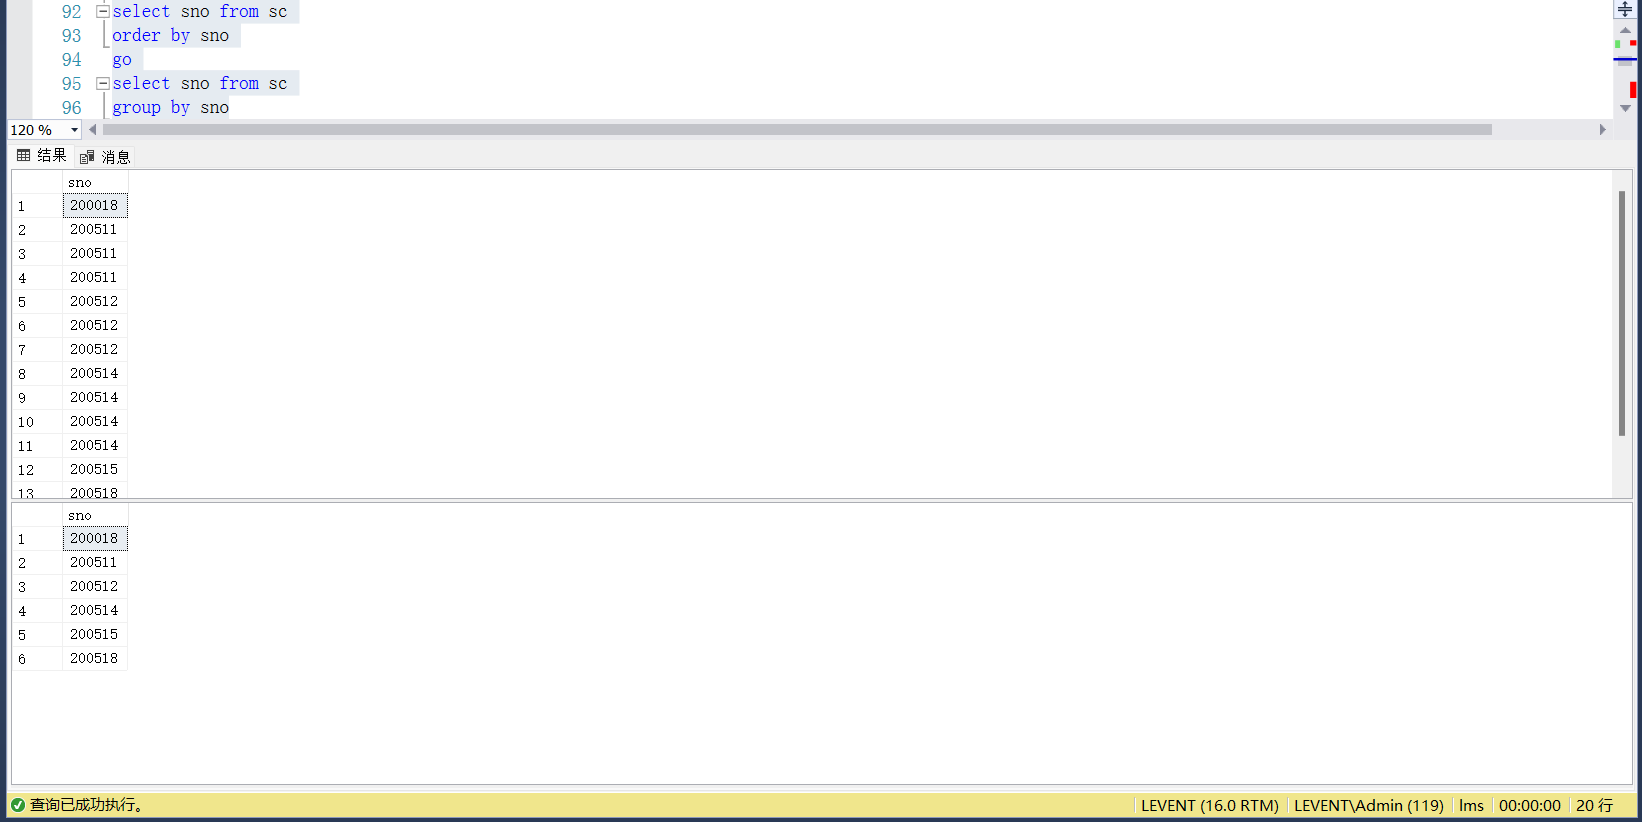 92 select sno from sc
93 order by sno
94 go
95 select sno from sc
96 group by sno
120 %
结果 消息
sno
1 200018
2 200511
3 200511
4 200511
5 200512
6 200512
7 200512
8 200514
9 200514
10 200514
11 200514
12 200515
13 200518
sno
1 200018
2 200511
3 200512
4 200514
5 200515
6 200518
查询已成功执行。 LEVENT (16.0 RTM) LEVENT\Admin (119) lms 00:00:00 20 行